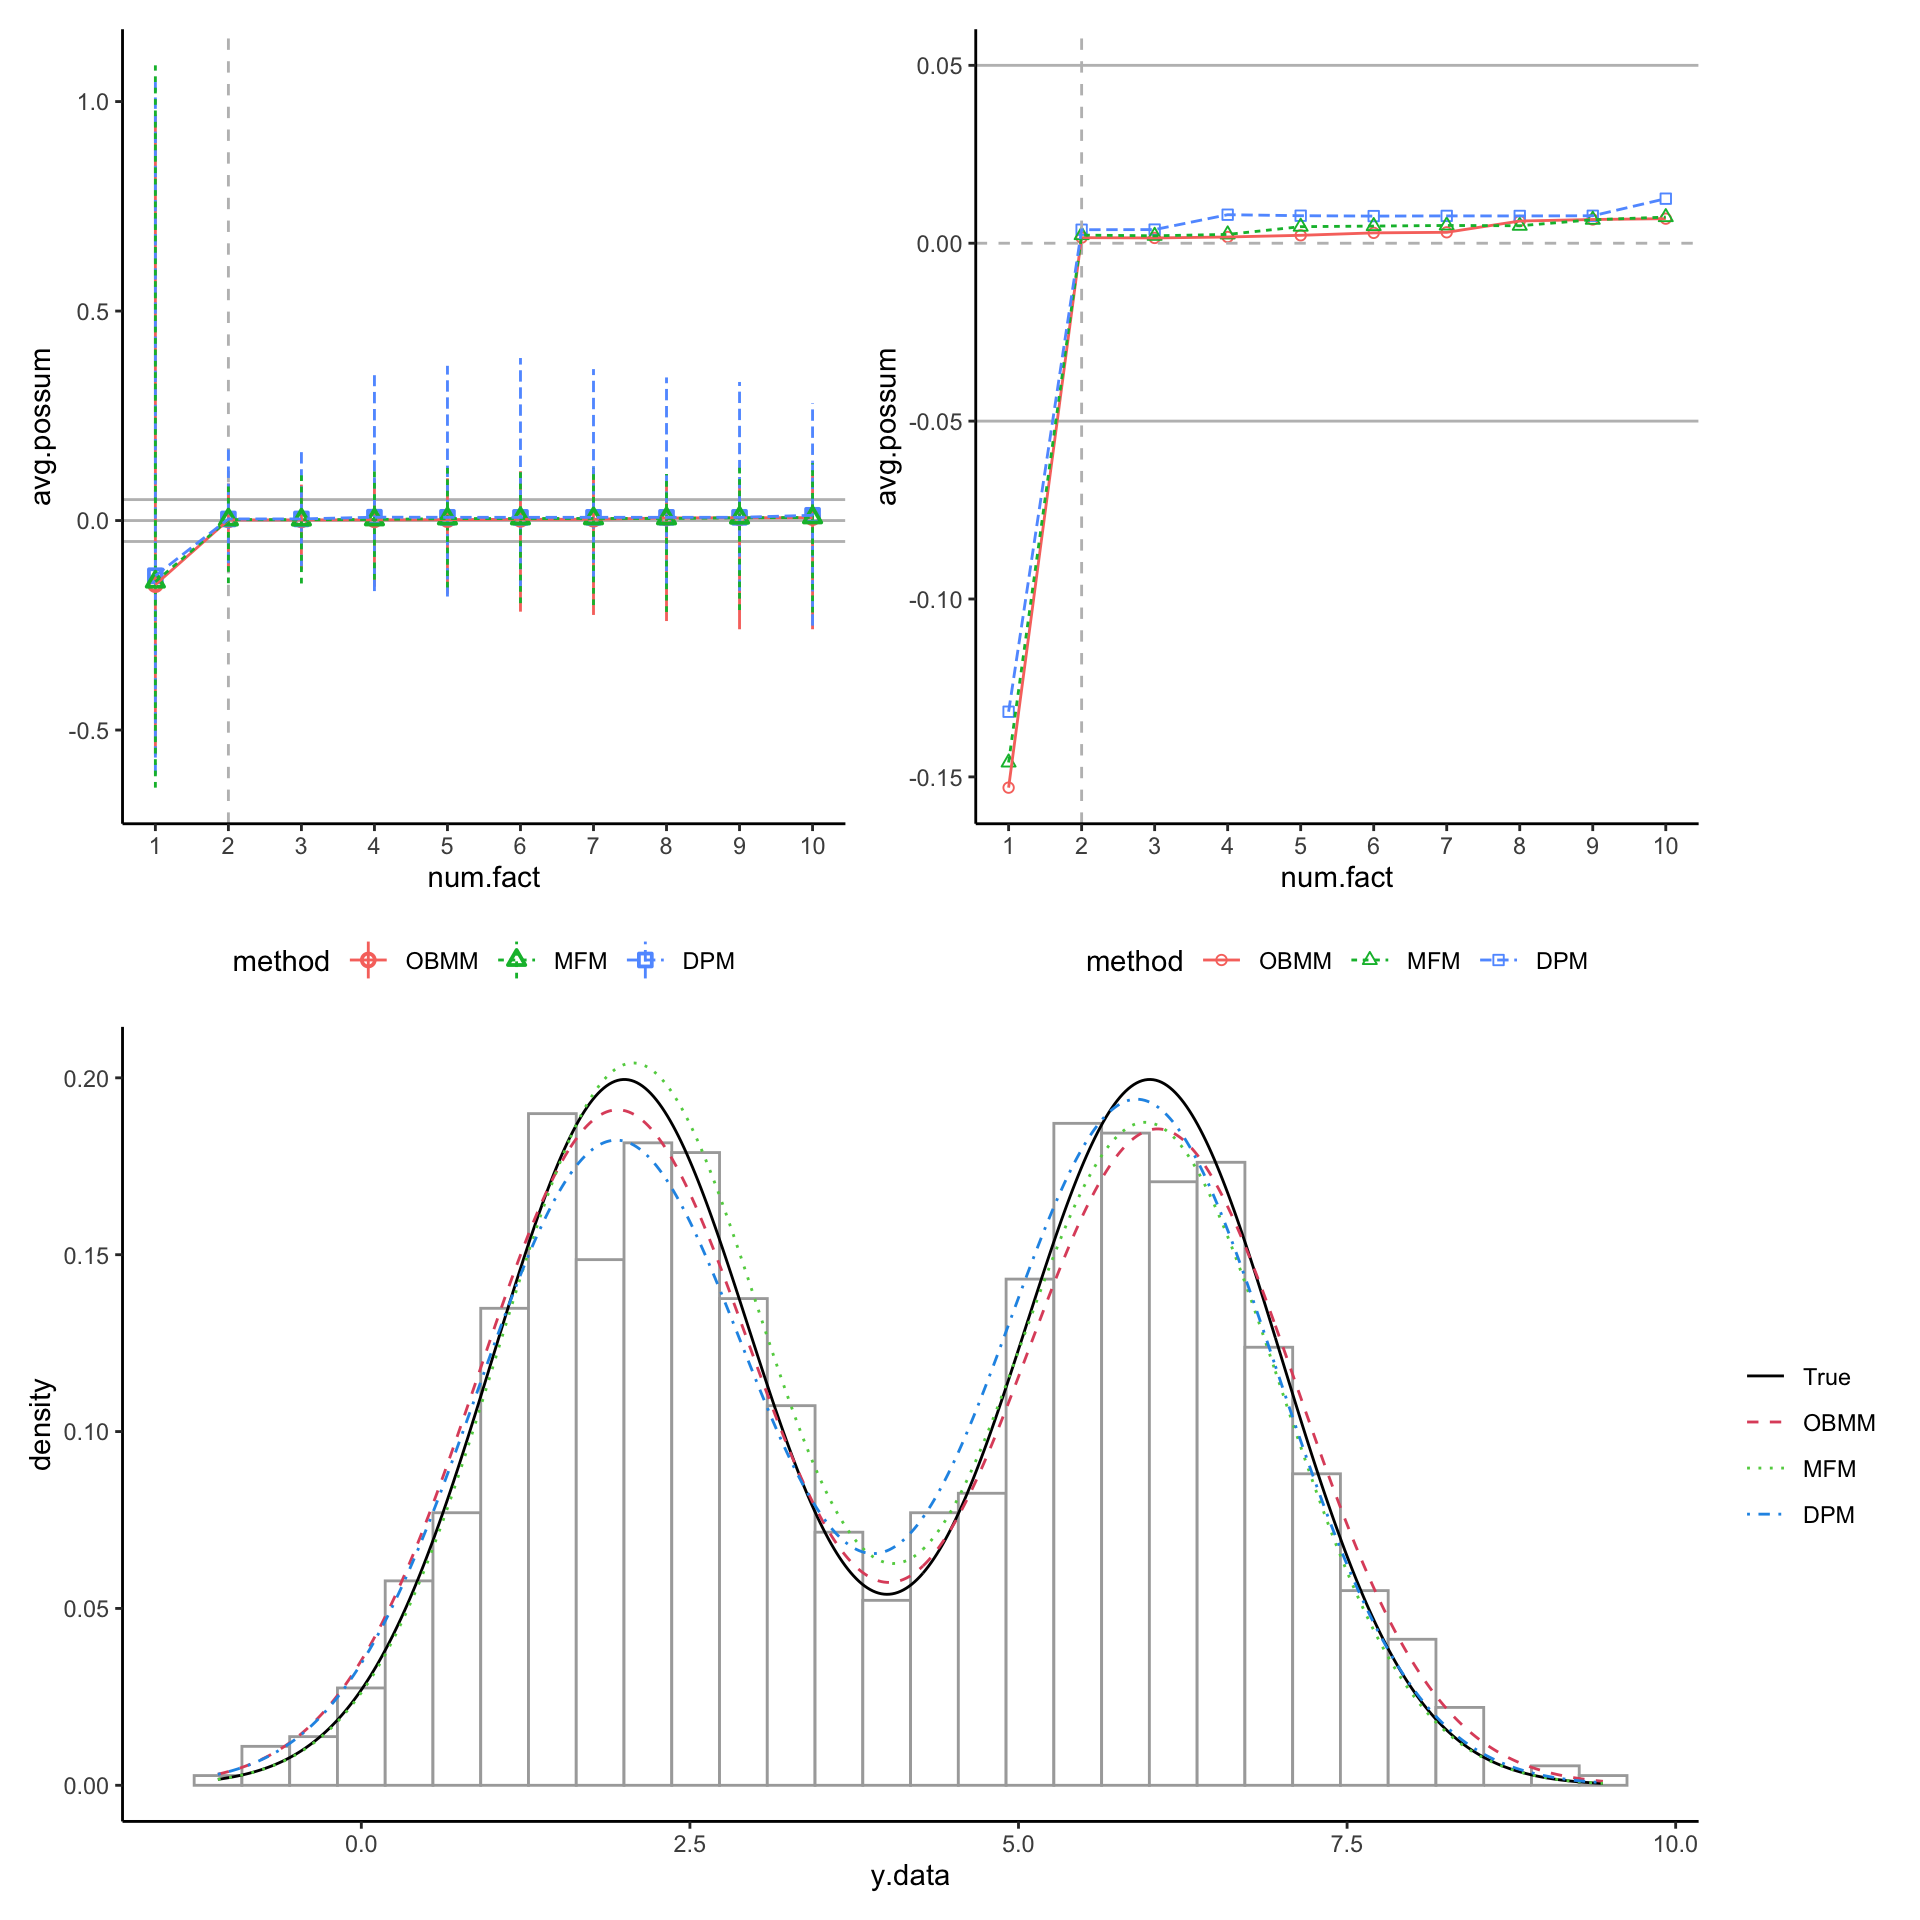 avg.possum
1.0
0.5
0.0
-0.5
1 2 3 4 5 6 7 8 9 10
num.fact
method OBMM MFM DPM
avg.possum
0.05
0.00
-0.05
-0.10
-0.15
1 2 3 4 5 6 7 8 9 10
num.fact
method OBMM MFM DPM
density
0.20
0.15
0.10
0.05
0.00
0.0 2.5 5.0 7.5 10.0
y.data
True
OBMM
MFM
DPM